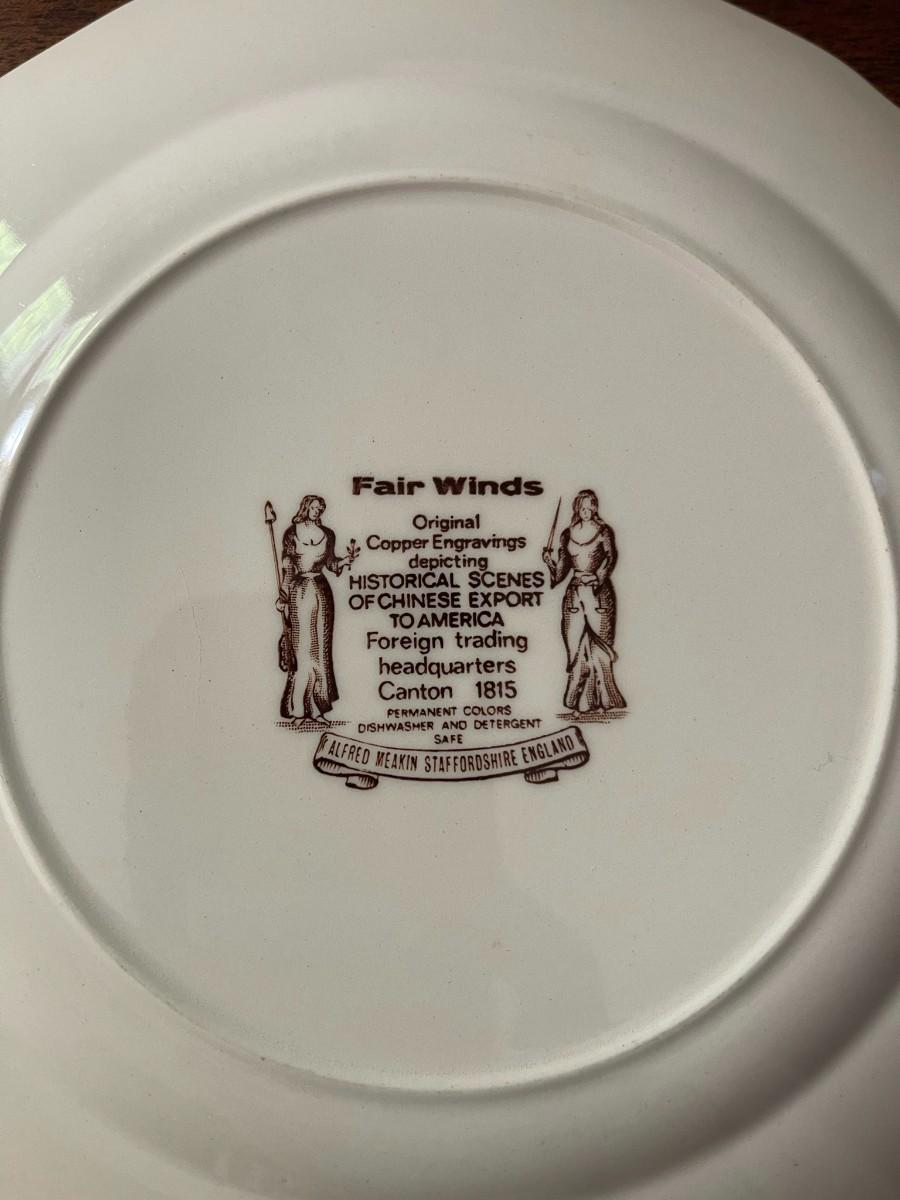 Fair Winds
Original
Copper Engravings
depicting
HISTORICAL SCENES
OF CHINESE EXPORT
TO AMERICA
Foreign trading
headquarters
Canton 1815
PERMANENT COLORS
DISHWASHER AND DETERGENT
SAFE
ALFRED MEAKIN STAFFORDSHIRE ENGLAND